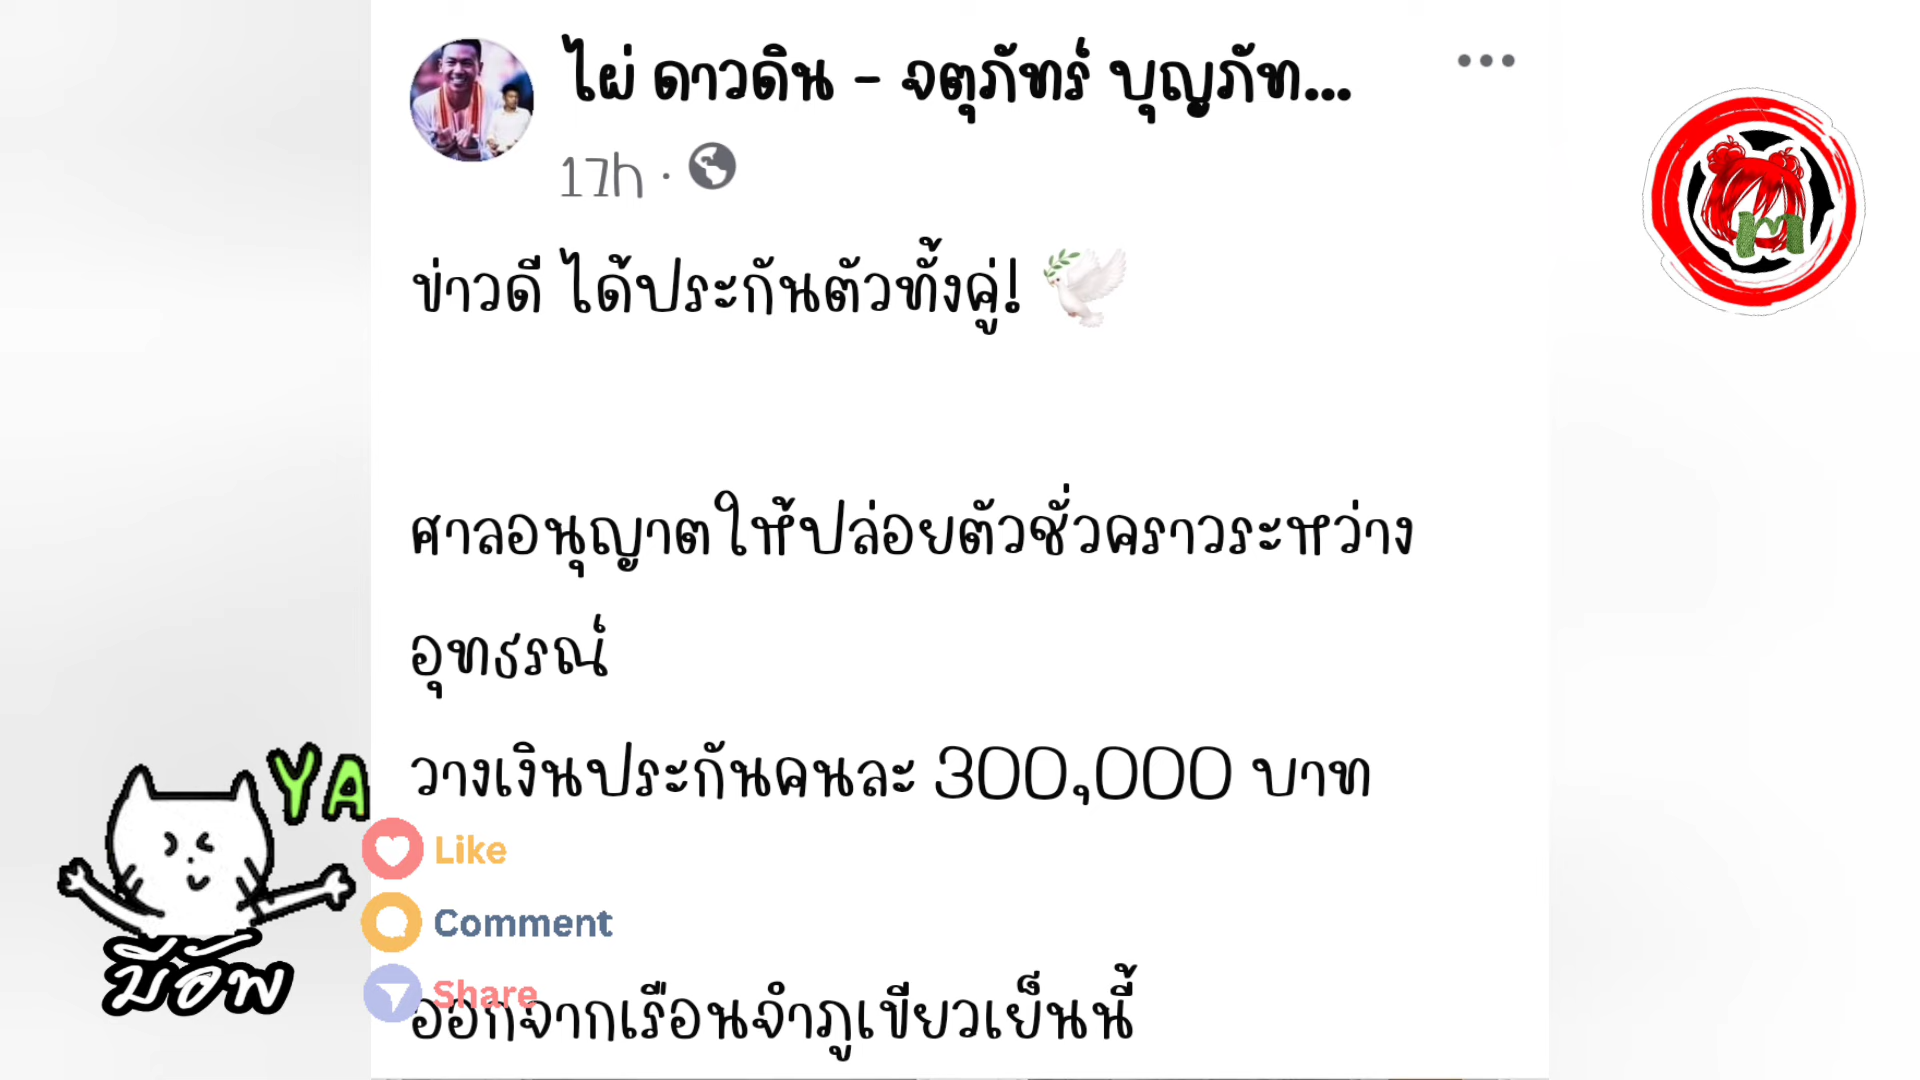 ไผ่ ดาวดิน - จตุภัทร์ บุญภัท...
17h ·
ข่าวดี ได้ประกันตัวทั้งคู่!
ศาลอนุญาตให้ปล่อยตัวชั่วคราวระหว่าง
อุทธรณ์
วางเงินประกันคนละ 300,000 บาท
YA
Like
Comment
Share
มีอัพ
ออกจากเรือนจำภูเขียวเย็นนี้
m